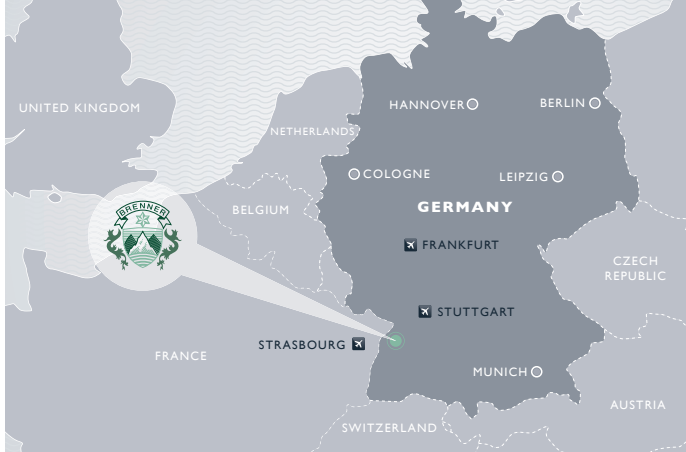 UNITED KINGDOM
HANNOVER
BERLIN
NETHERLANDS
COLOGNE
LEIPZIG
GERMANY
BELGIUM
BRENNER
FRANKFURT
CZECH
REPUBLIC
STUTTGART
STRASBOURG
FRANCE
MUNICH
AUSTRIA
SWITZERLAND